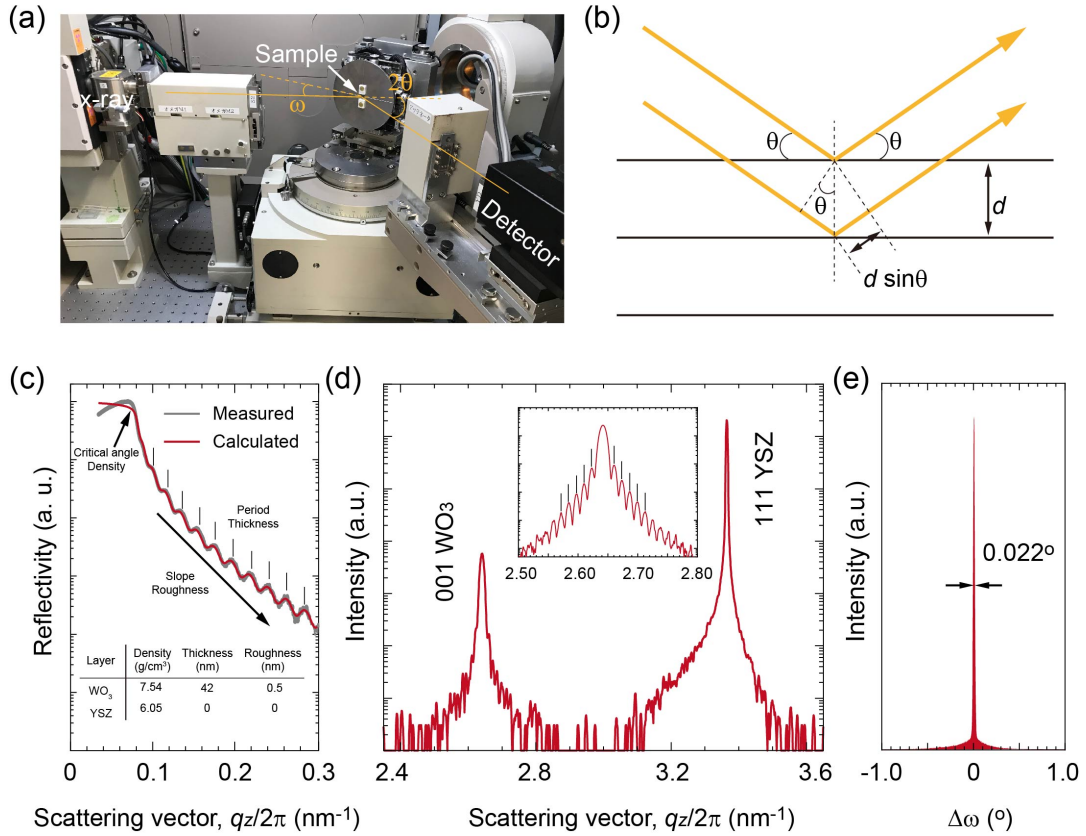 (a)
Sample
x-ray
ω
2θ
Detector
(b)
θ
θ
θ
d
d sinθ
(c)
Measured
Calculated
Critical angle
Density
Period
Thickness
Slope
Roughness
Layer
Density
(g/cm³)
Thickness
(nm)
Roughness
(nm)
WO₃
7.54
42
0.5
YSZ
6.05
0
0
Reflectivity (a. u.)
0
0.1
0.2
0.3
Scattering vector, qz/2π (nm⁻¹)
(d)
001 WO₃
111 YSZ
2.50
2.60
2.70
2.80
Intensity (a.u.)
2.4
2.8
3.2
3.6
Scattering vector, qz/2π (nm⁻¹)
(e)
0.022º
Intensity (a.u.)
-1.0
0
1.0
Δω (º)